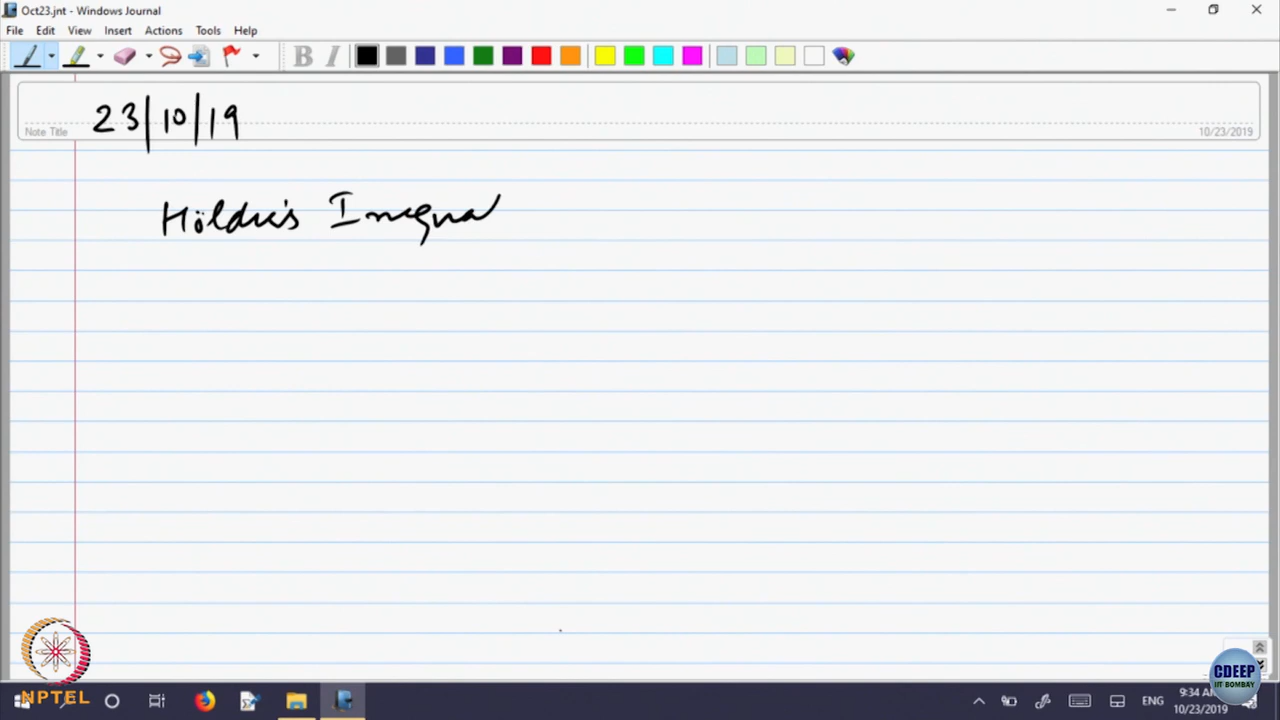 Oct23.jnt - Windows Journal
File Edit View Insert Actions Tools Help
B I
23|10|19
Note Title
10/23/2019
Hölder's Inequa
NPTEL
CDEEP
IIT BOMBAY
ENG
9:34 AM
10/23/2019